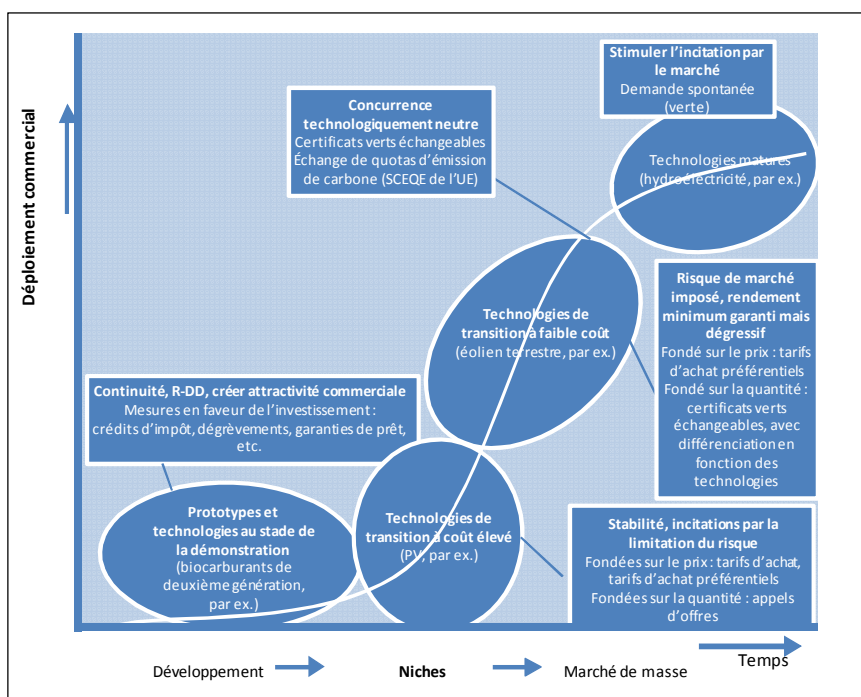 Stimuler l'incitation par
le marché
Demande spontanée
(verte)
Concurrence
technologiquement neutre
Certificats verts échangeables
Échange de quotas d'émission
de carbone (SCEQE de l'UE)
Technologies matures
(hydroélectricité, par ex.)
Déploiement commercial
Technologies de
transition à faible coût
(éolien terrestre, par ex.)
Risque de marché
imposé, rendement
minimum garanti mais
dégressif
Fondé sur le prix : tarifs
d'achat préférentiels
Fondé sur la quantité :
certificats verts
échangeables, avec
différenciation en
fonction des
technologies
Continuité, R-DD, créer attractivité commerciale
Mesures en faveur de l'investissement :
crédits d'impôt, dégrèvements, garanties de prêt,
etc.
Prototypes et
technologies au stade de
la démonstration
(biocarburants de
deuxième génération,
par ex.)
Technologies de
transition à coût élevé
(PV, par ex.)
Stabilité, incitations par la
limitation du risque
Fondées sur le prix : tarifs d'achat,
tarifs d'achat préférentiels
Fondées sur la quantité : appels
d'offres
Développement
Niches
Marché de masse
Temps